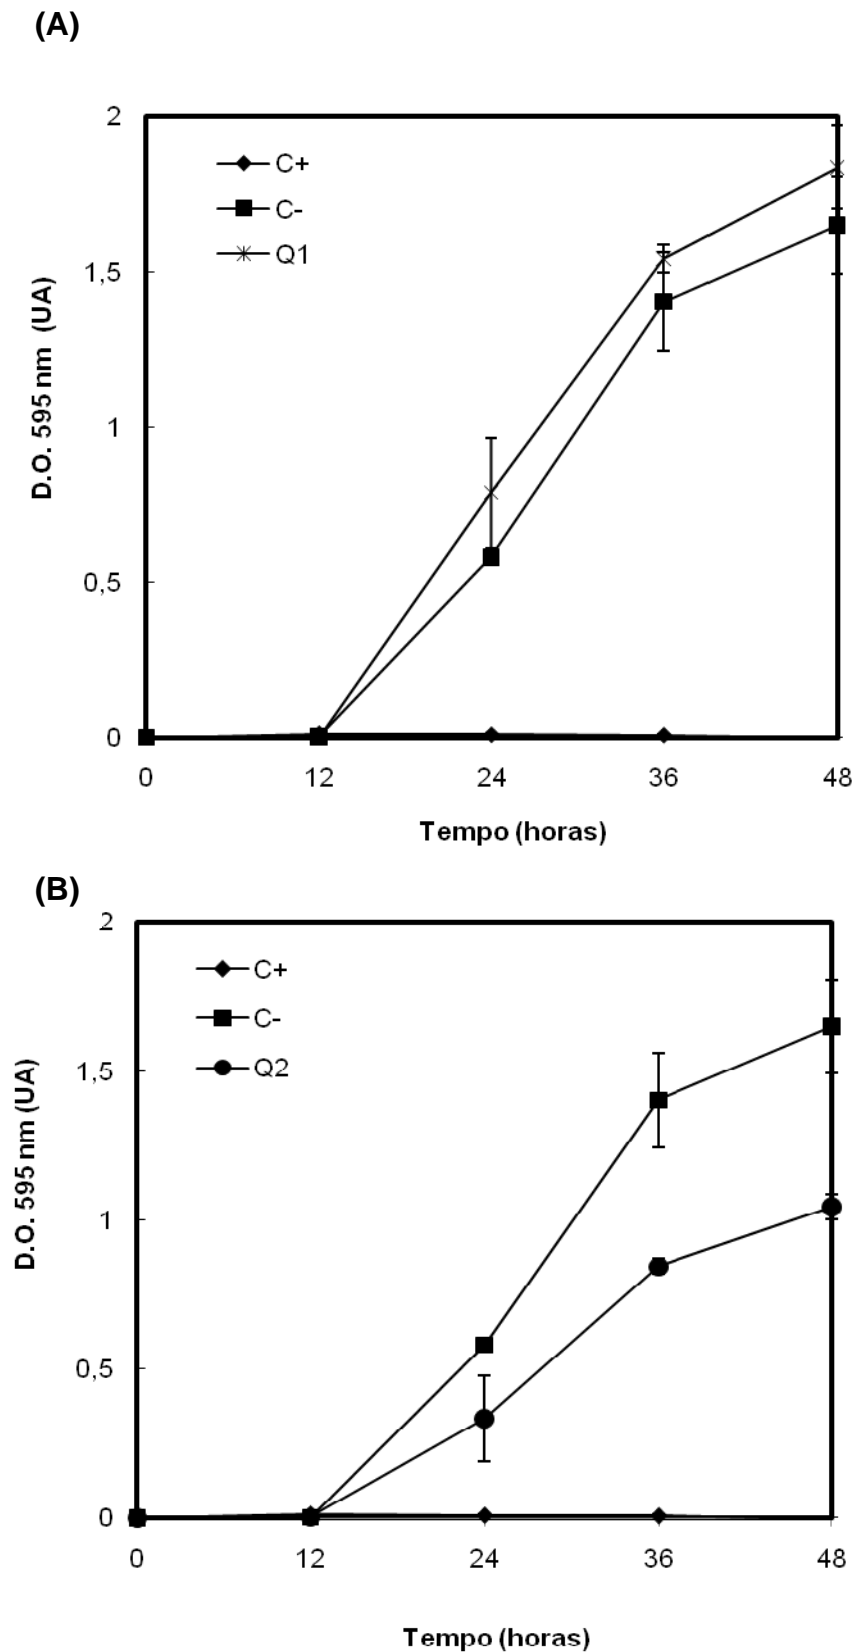 (A)
2
1,5
1
0,5
0
D.O. 595 nm (UA)
C+
C-
Q1
0 12 24 36 48
Tempo (horas)
(B)
2
1,5
1
0,5
0
D.O. 595 nm (UA)
C+
C-
Q2
0 12 24 36 48
Tempo (horas)